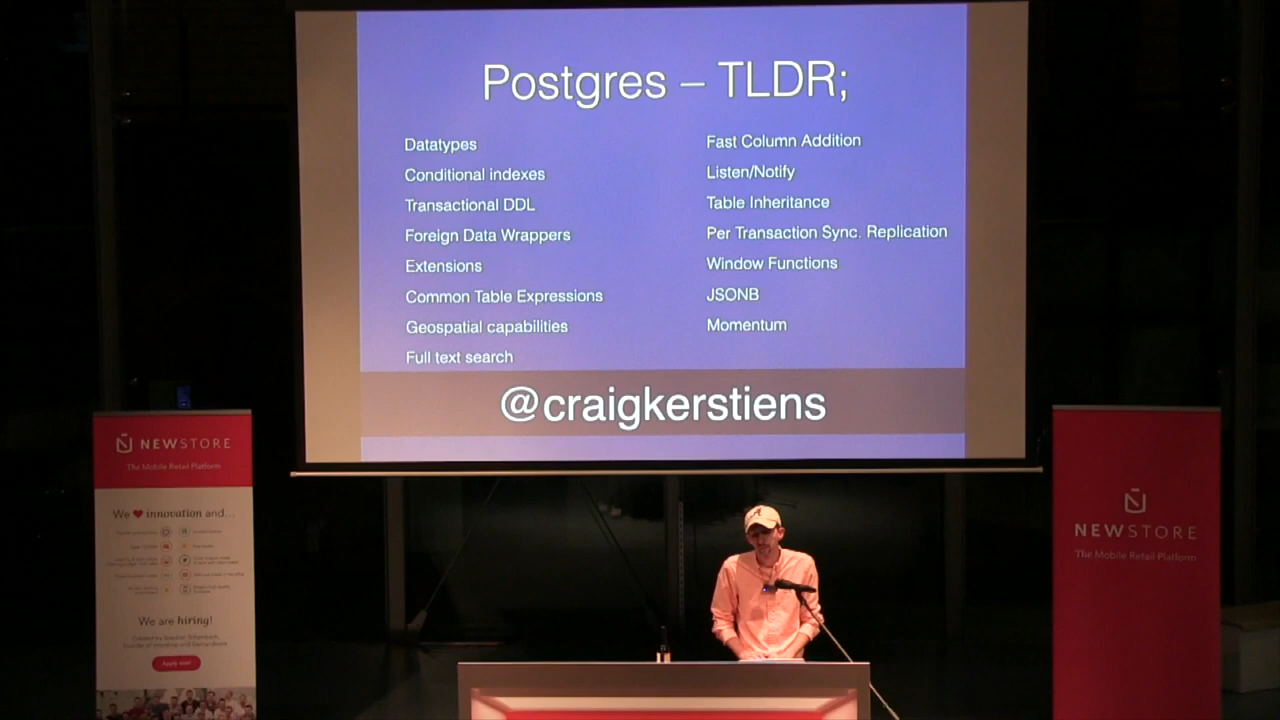 Postgres – TLDR;
Datatypes
Conditional indexes
Transactional DDL
Foreign Data Wrappers
Extensions
Common Table Expressions
Geospatial capabilities
Full text search
Fast Column Addition
Listen/Notify
Table Inheritance
Per Transaction Sync. Replication
Window Functions
JSONB
Momentum
@craigkerstiens
NEWSTORE
The Mobile Retail Platform
We ❤ innovation and...
We are hiring!
Apply now!
NEWSTORE
The Mobile Retail Platform